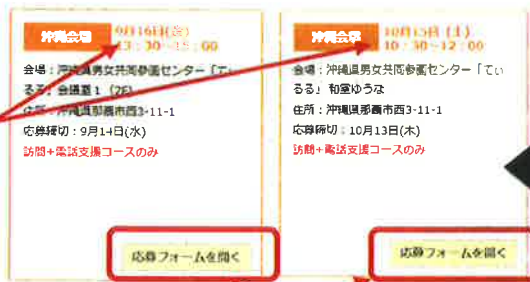 沖縄会場
9月16日(金)
13:30~15:00
会場:沖縄県男女共同参画センター「てぃ
るる」会議室1(2F)
住所:沖縄県那覇市西3-11-1
応募締切:9月14日(水)
訪問+電話支援コースのみ
応募フォームを開く
沖縄会場
10月15日(土)
10:30~12:00
会場:沖縄県男女共同参画センター「てぃ
るる」和室ゆうな
住所:沖縄県那覇市西3-11-1
応募締切:10月13日(木)
訪問+電話支援コースのみ
応募フォームを開く